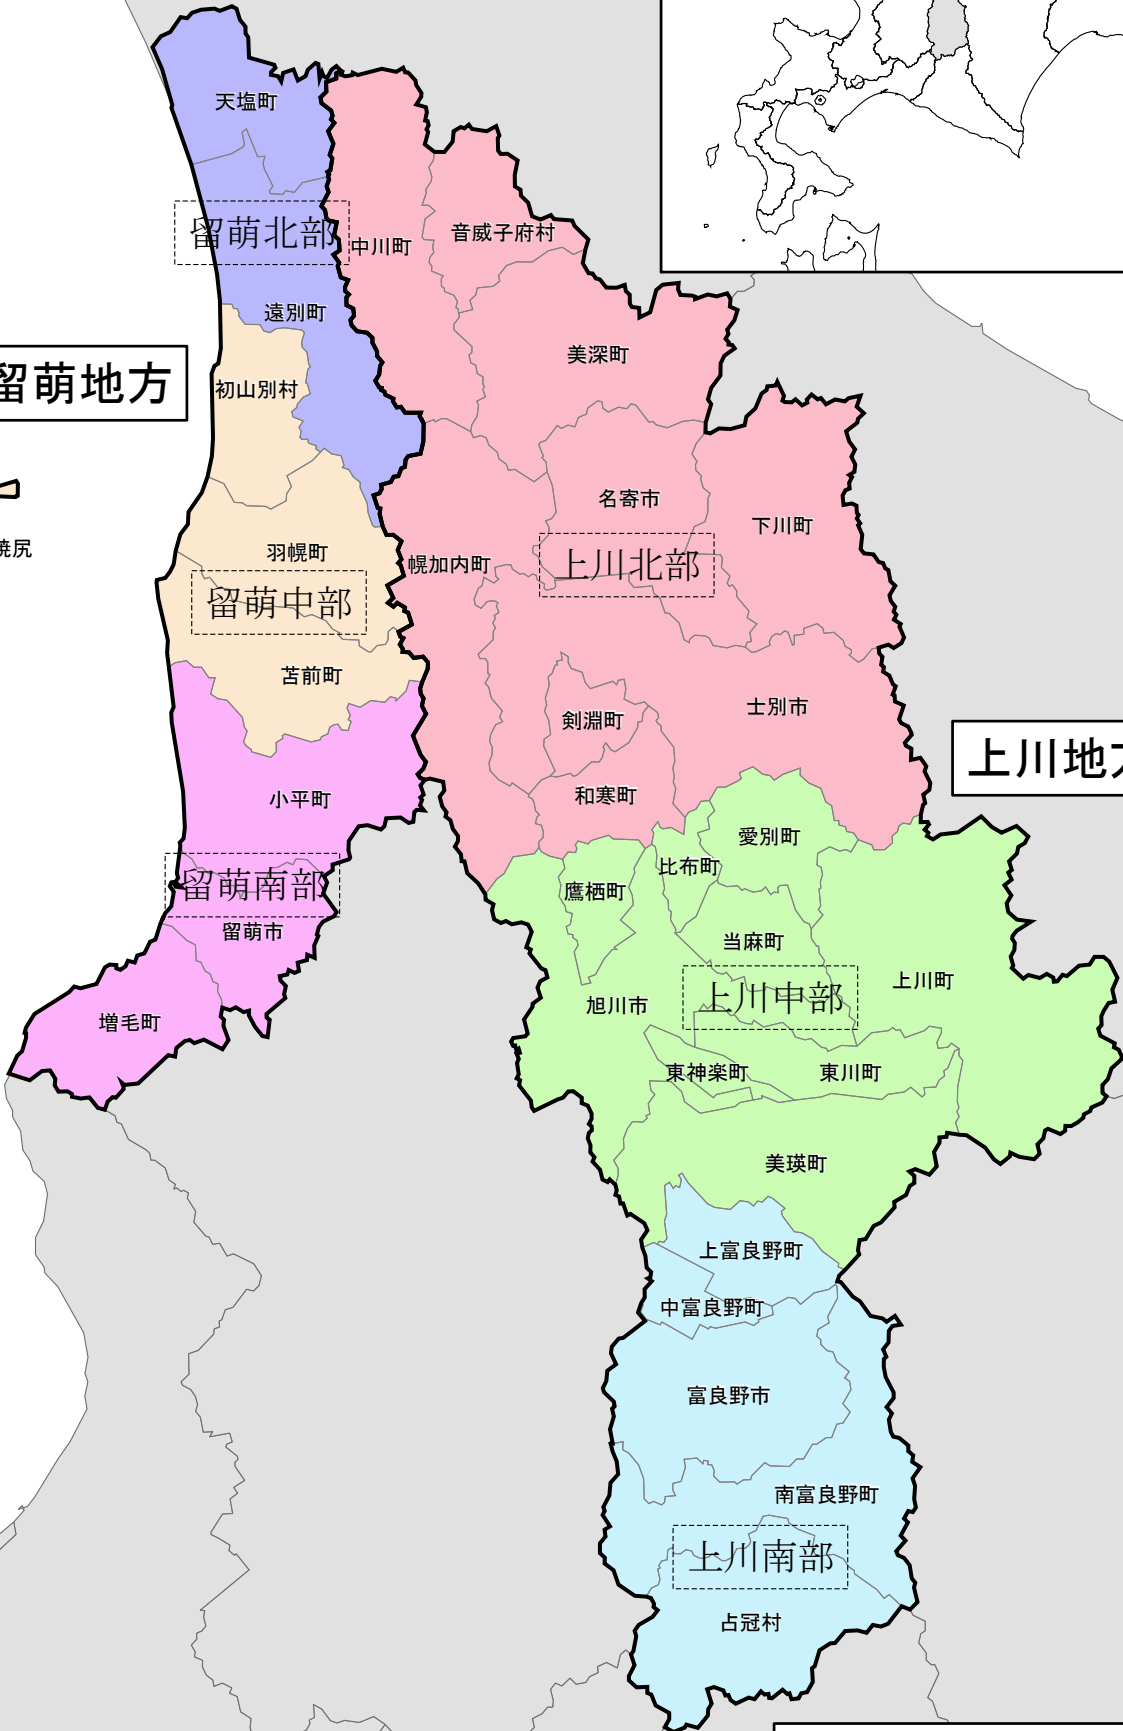 天塩町
留萌北部
中川町
音威子府村
遠別町
美深町
留萌地方
初山別村
名寄市
下川町
焼尻
羽幌町
幌加内町
上川北部
留萌中部
苫前町
士別市
剣淵町
上川地方
小平町
和寒町
愛別町
比布町
留萌南部
鷹栖町
留萌市
当麻町
上川町
上川中部
旭川市
増毛町
東神楽町
東川町
美瑛町
上富良野町
中富良野町
富良野市
南富良野町
上川南部
占冠村